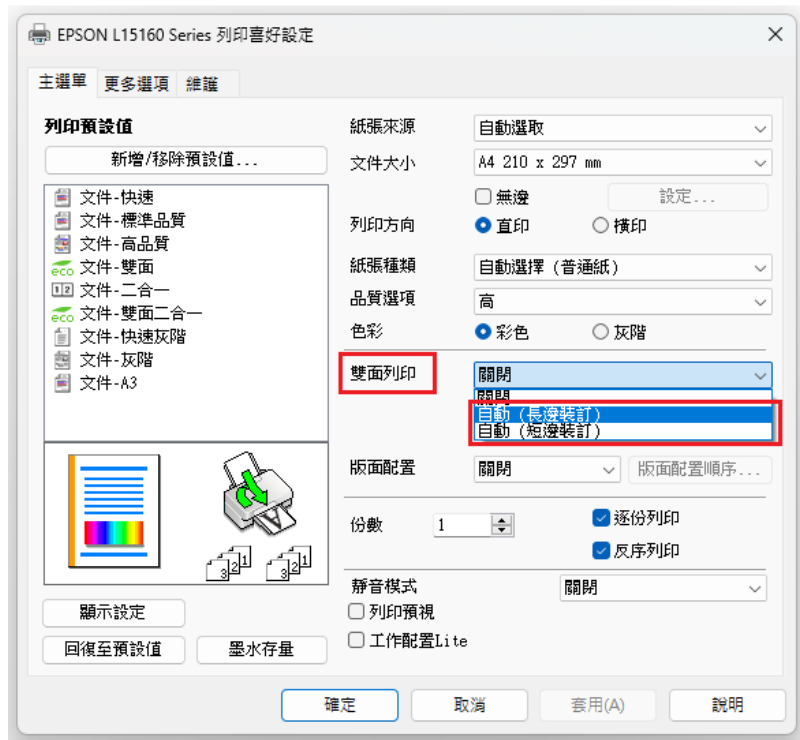 EPSON L15160 Series 列印喜好設定
主選單 更多選項 維護
列印預設值
新增/移除預設值...
文件-快速
文件-標準品質
文件-高品質
eco 文件-雙面
1 2 文件-二合一
eco 文件-雙面二合一
文件-快速灰階
文件-灰階
文件-A3
3 2 1 3 2 1
顯示設定
回復至預設值 墨水存量
紙張來源 自動選取
文件大小 A4 210 x 297 mm
無邊 設定...
列印方向 直印 橫印
紙張種類 自動選擇 (普通紙)
品質選項 高
色彩 彩色 灰階
雙面列印 關閉
關閉
自動 (長邊裝訂)
自動 (短邊裝訂)
版面配置 關閉 版面配置順序...
份數 1 逐份列印
反序列印
靜音模式 關閉
列印預視
工作配置Lite
確定 取消 套用(A) 說明